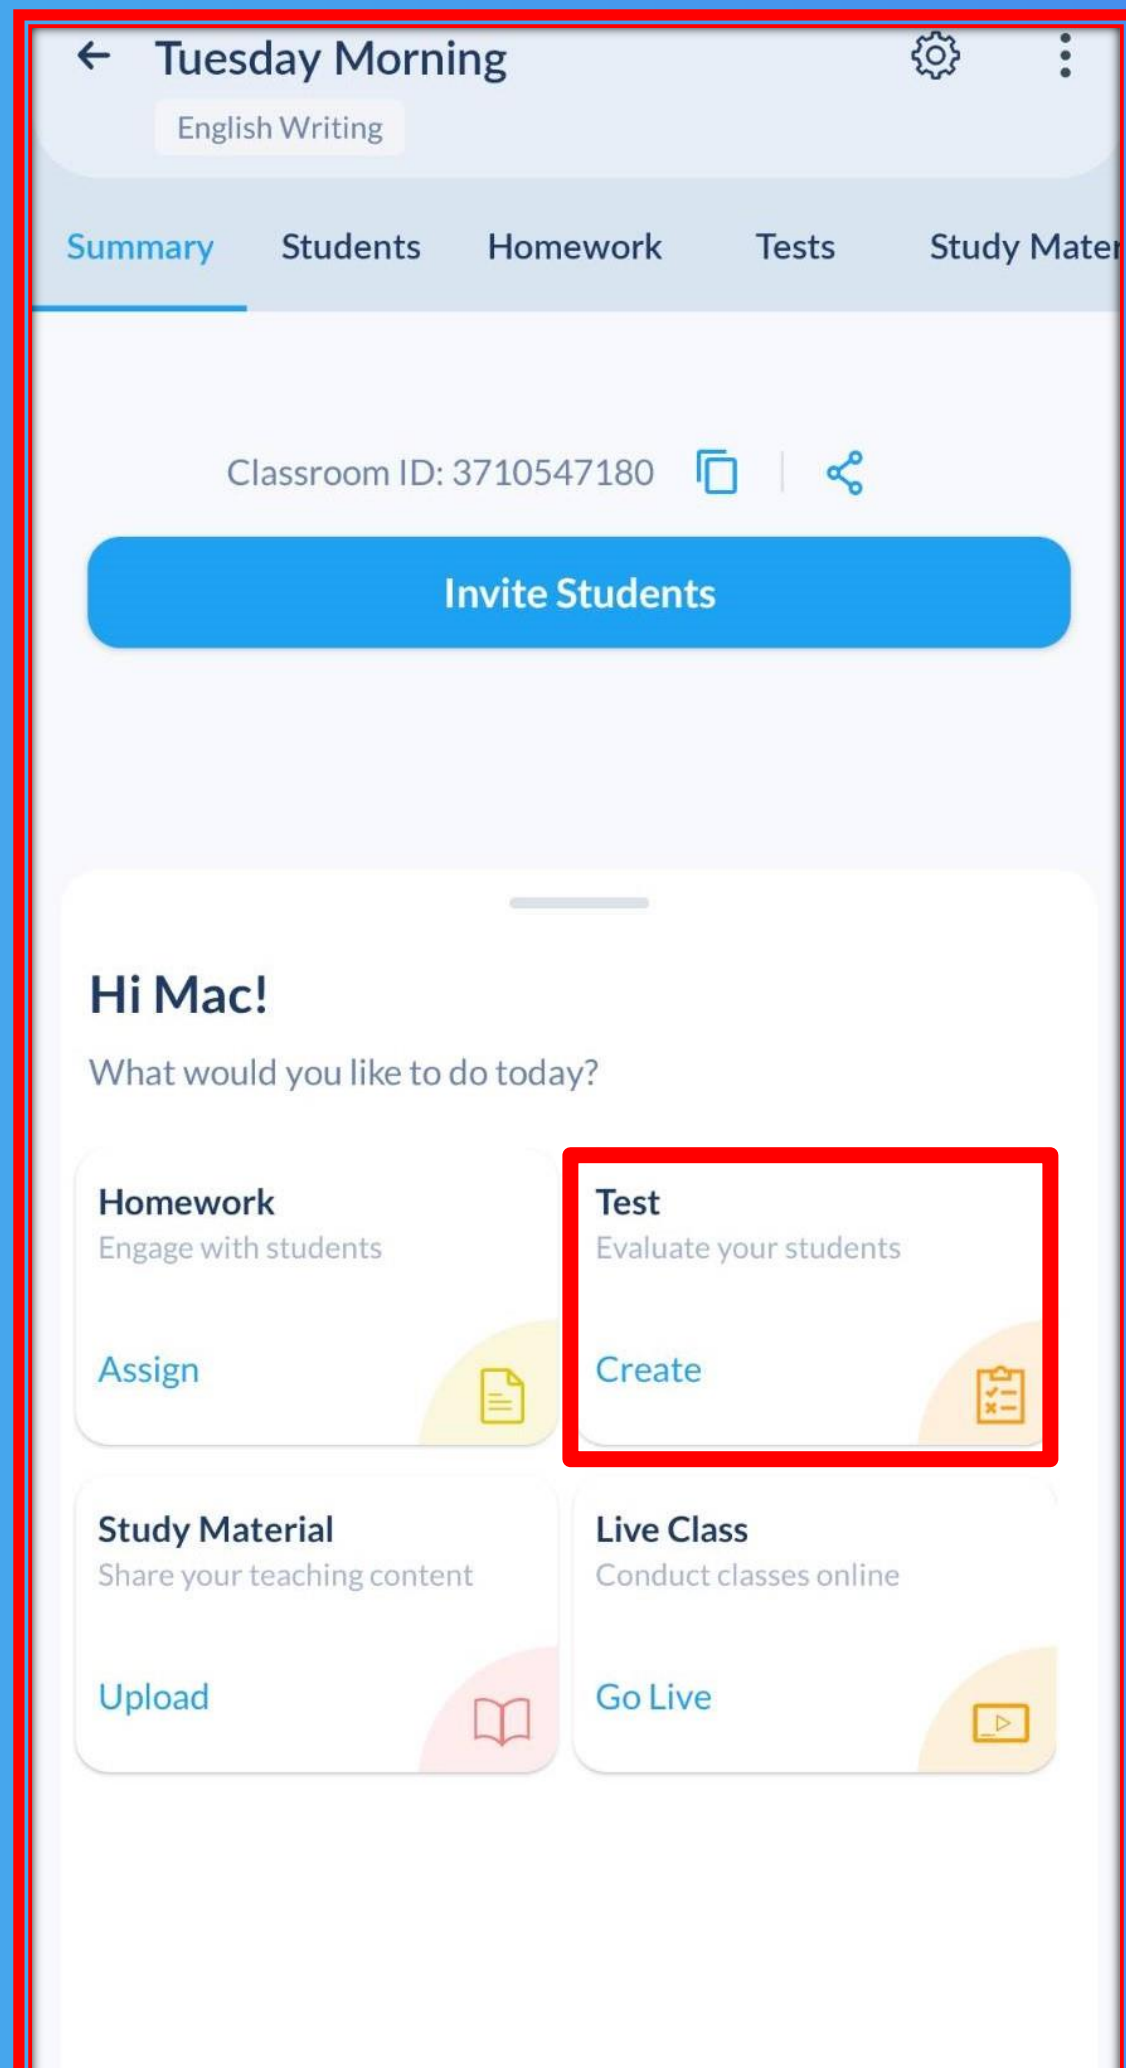 Tuesday Morning
English Writing
Summary Students Homework Tests Study Mater
Classroom ID: 3710547180
Invite Students
Hi Mac!
What would you like to do today?
Homework
Engage with students
Assign
Test
Evaluate your students
Create
Study Material
Share your teaching content
Upload
Live Class
Conduct classes online
Go Live